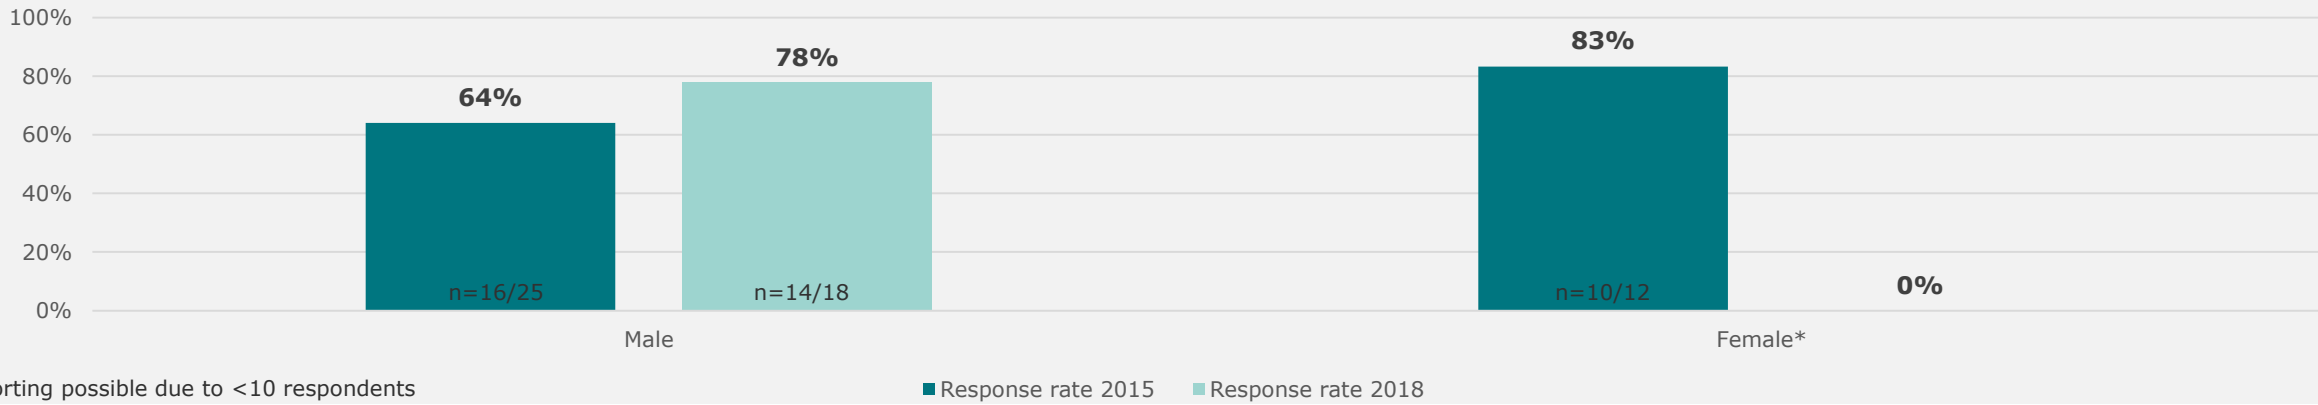 100%
80%
60%
40%
20%
0%
64%
78%
83%
0%
n=16/25
n=14/18
n=10/12
Male
Female*
possible due to <10 respondents
Response rate 2015
Response rate 2018